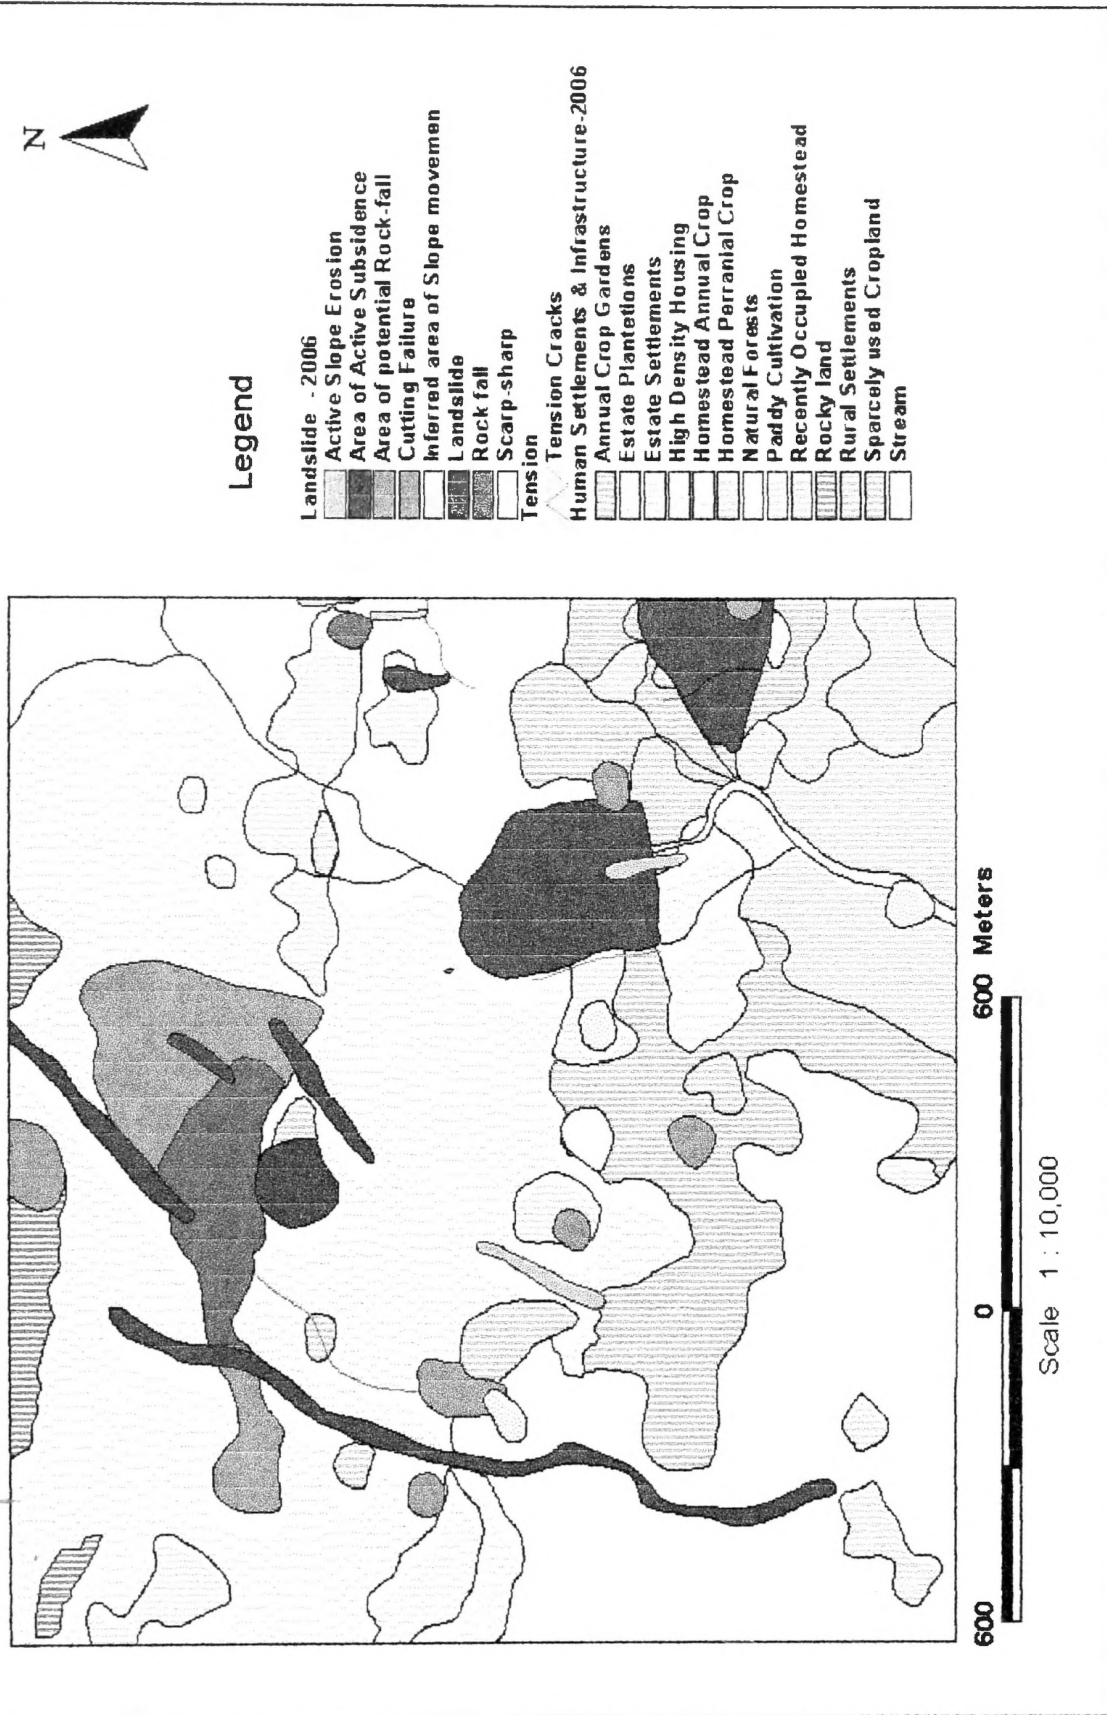 N
Legend
Landslide - 2006
Active Slope Erosion
Area of Active Subsidence
Area of potential Rock-fall
Cutting Failure
Inferred area of Slope movemen
Landslide
Rock fall
Scarp-sharp
Tension
Tension Cracks
Human Settlements & Infrastructure-2006
Annual Crop Gardens
Estate Plantetions
Estate Settlements
High Density Housing
Homestead Annual Crop
Homestead Perranial Crop
Natural Forests
Paddy Cultivation
Recently Occupled Homestead
Rocky land
Rural Settlements
Sparcely used Cropland
Stream
600 0 600 Meters
Scale 1 : 10,000